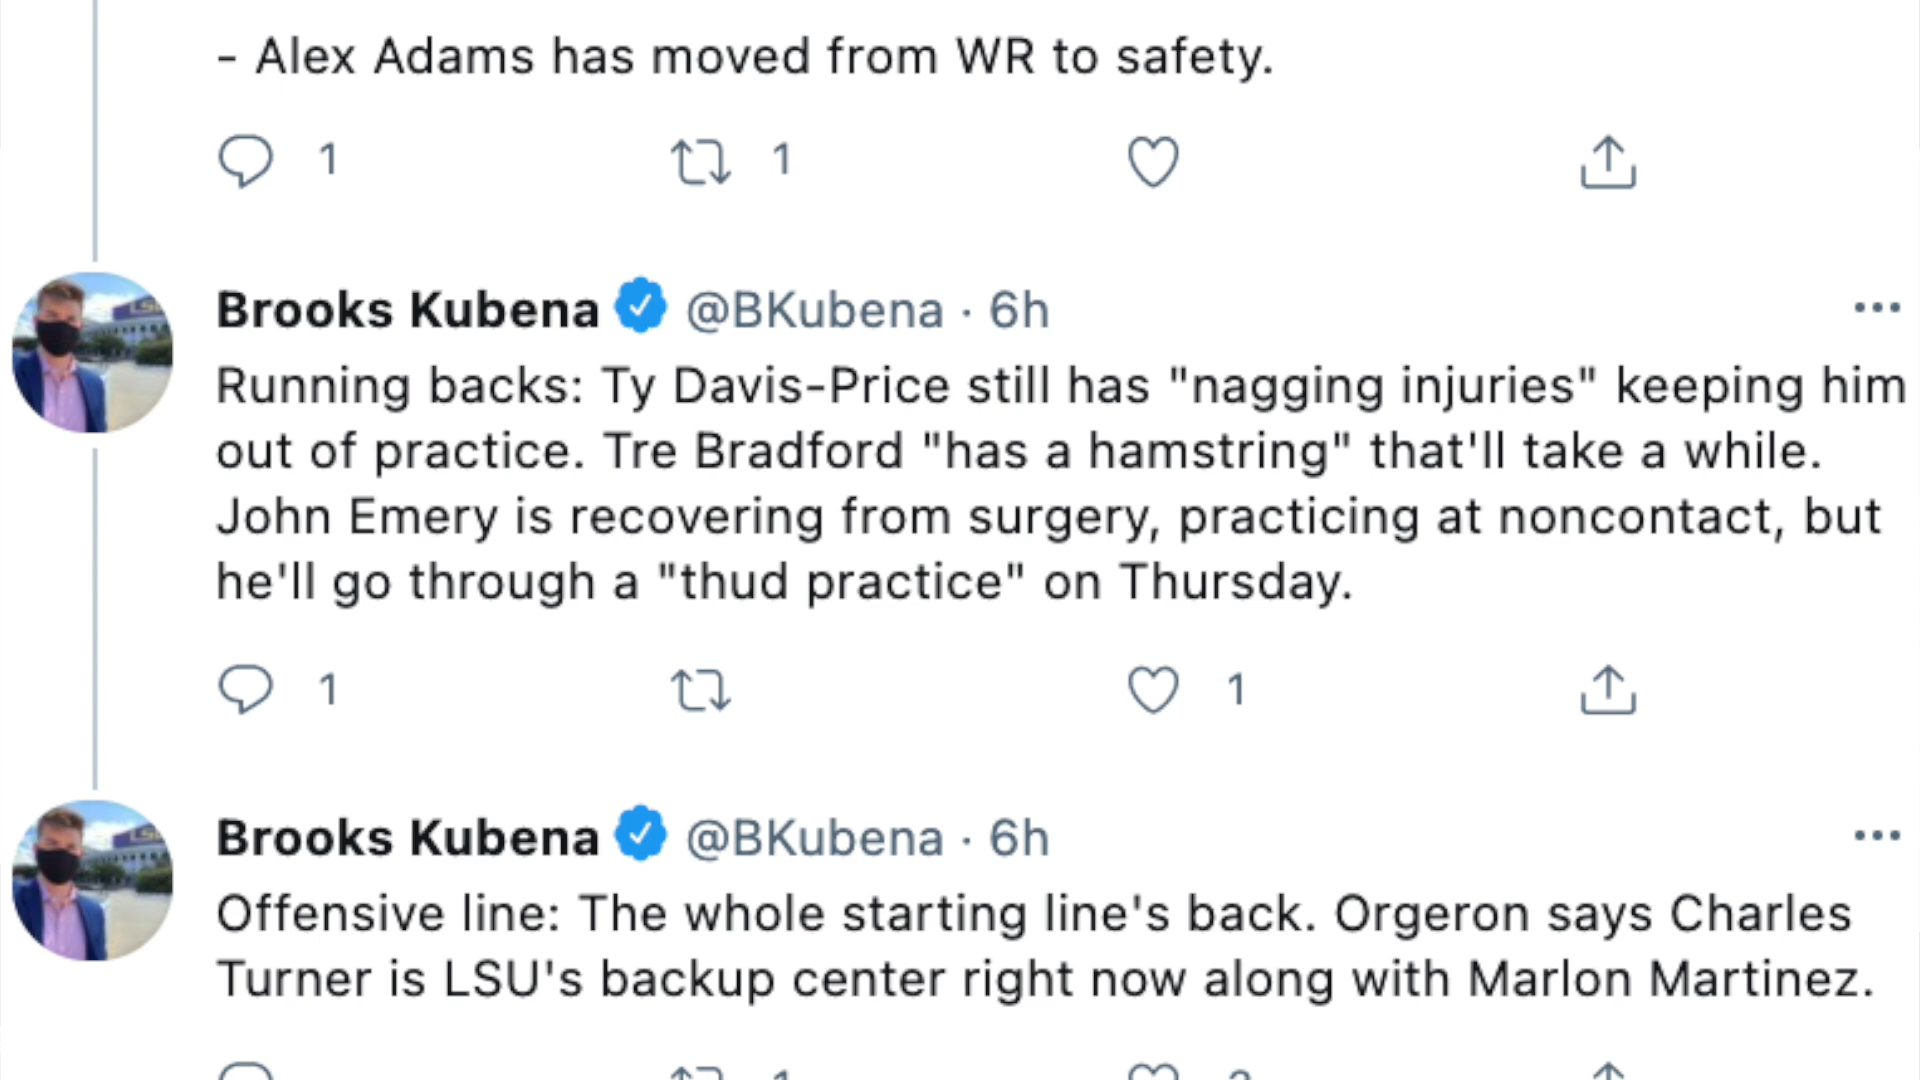 - Alex Adams has moved from WR to safety.
1 1
Brooks Kubena @BKubena · 6h
Running backs: Ty Davis-Price still has "nagging injuries" keeping him
out of practice. Tre Bradford "has a hamstring" that'll take a while.
John Emery is recovering from surgery, practicing at noncontact, but
he'll go through a "thud practice" on Thursday.
1 1
Brooks Kubena @BKubena · 6h
Offensive line: The whole starting line's back. Orgeron says Charles
Turner is LSU's backup center right now along with Marlon Martinez.